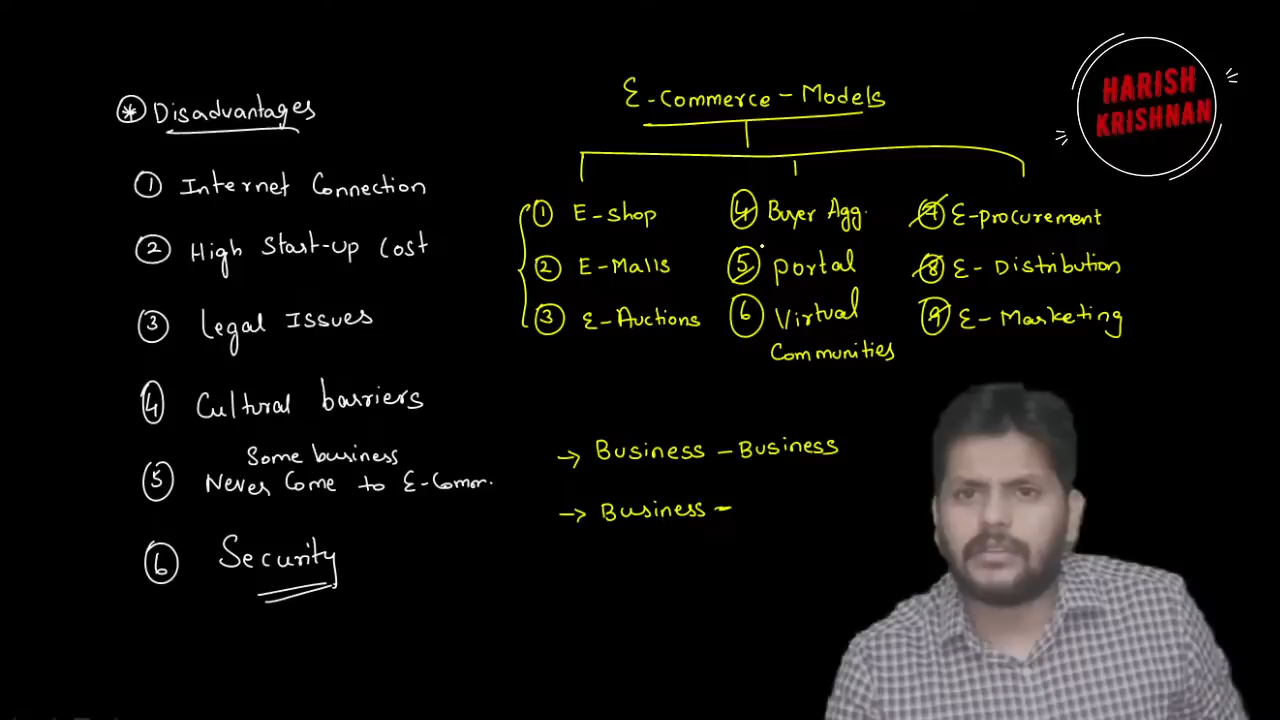 * Disadvantages
1 Internet Connection
2 High Start-up Cost
3 Legal Issues
4 Cultural barriers
Some business
5 Never Come to E-Comm.
6 Security
E-Commerce - Models
1 E-shop
2 E-Malls
3 E-Auctions
4 Buyer Agg.
5 portal
6 Virtual
Communities
7 E-procurement
8 E- Distribution
9 E- Marketing
→ Business - Business
→ Business -
HARISH
KRISHNAN